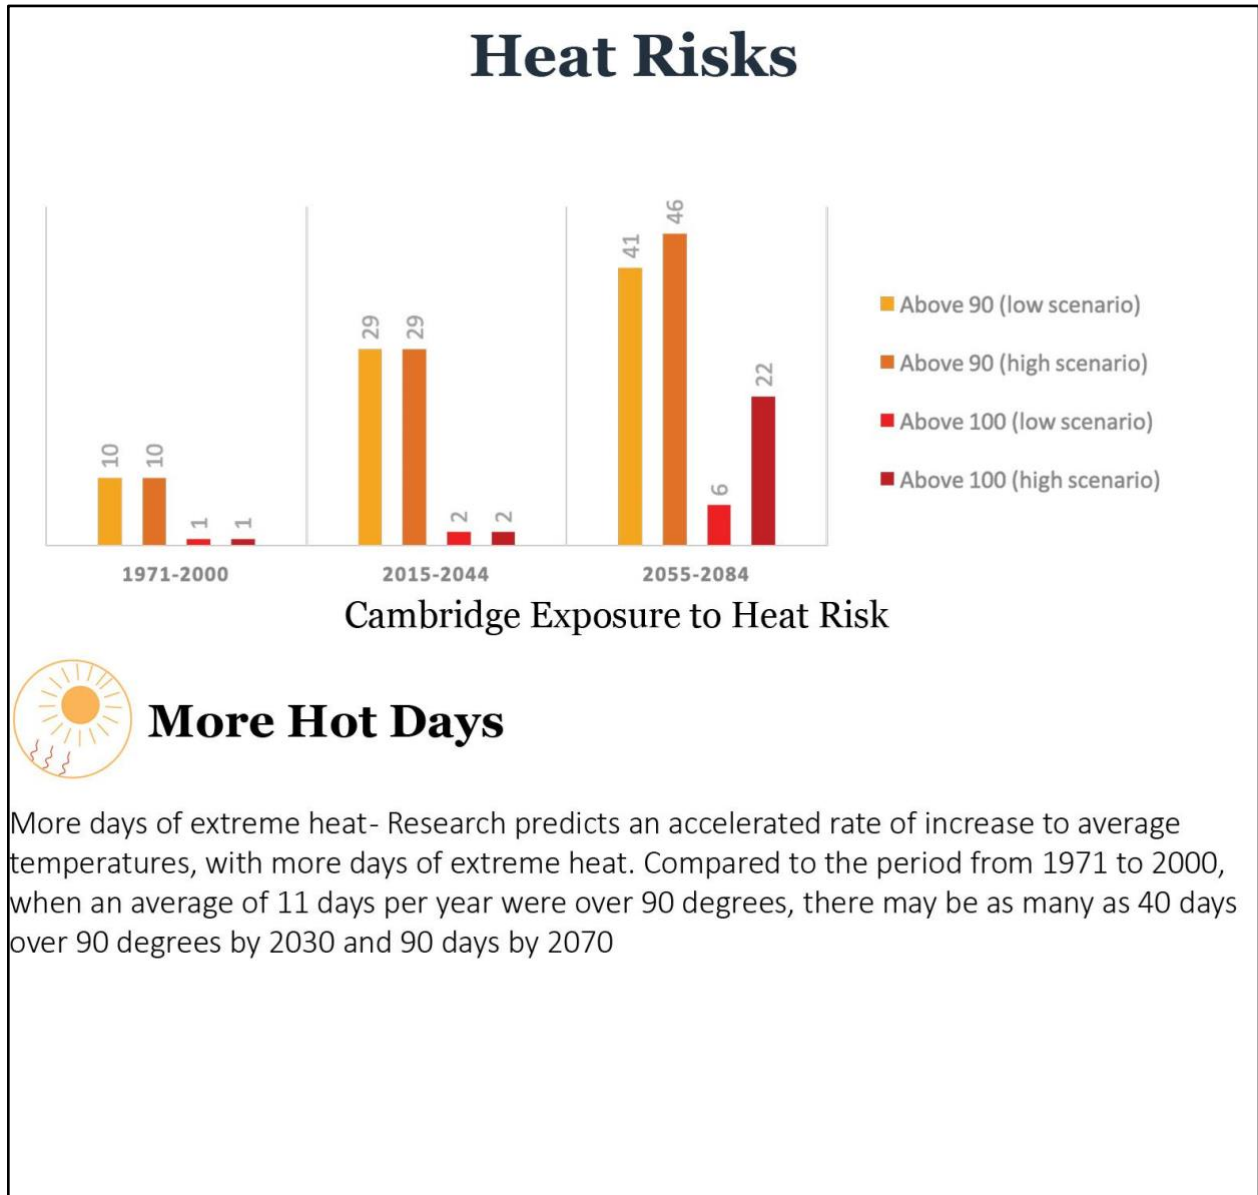 Heat Risks
10
10
1
1
29
29
2
2
41
46
6
22
1971-2000
2015-2044
2055-2084
Above 90 (low scenario)
Above 90 (high scenario)
Above 100 (low scenario)
Above 100 (high scenario)
Cambridge Exposure to Heat Risk
More Hot Days
More days of extreme heat- Research predicts an accelerated rate of increase to average
temperatures, with more days of extreme heat. Compared to the period from 1971 to 2000,
when an average of 11 days per year were over 90 degrees, there may be as many as 40 days
over 90 degrees by 2030 and 90 days by 2070